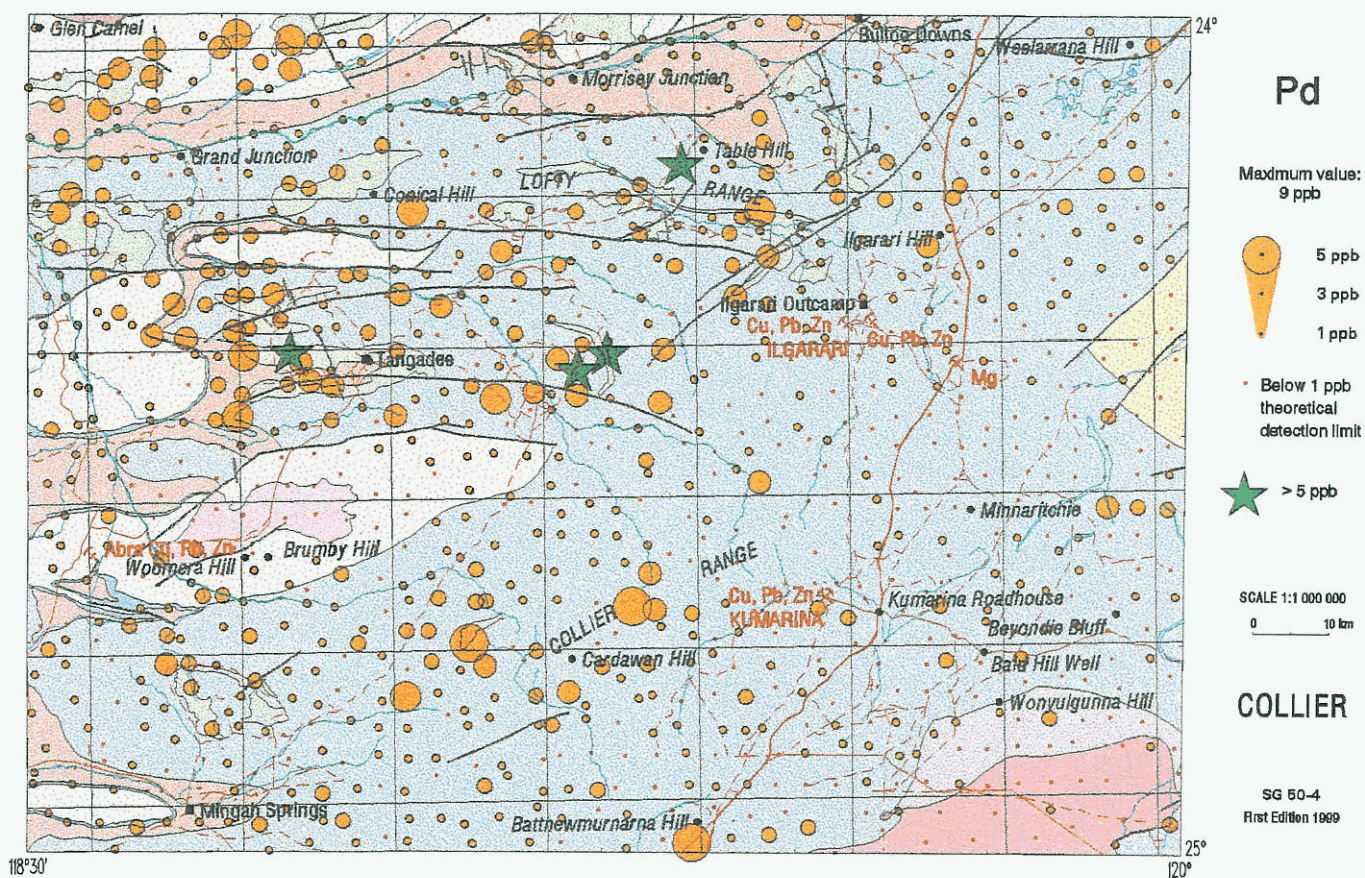 Glen Camel
Bulloo Downs
Weelarrana Hill
24°
Morrisey Junction
Grand Junction
Table Hill
LOFTY
RANGE
Conical Hill
Ilgarari Hill
Ilgarari Outcamp
Cu, Pb, Zn
Cu, Pb, Zn
ILGARARI
Tangadee
Mg
Minnaritchie
Abra Cu, Pb, Zn
Brumby Hill
Woomera Hill
RANGE
Cu, Pb, Zn
KUMARINA
Kumarina Roadhouse
COLLIER
Beyondie Bluff
Cardawan Hill
Bald Hill Well
Wonyulgunna Hill
Mingah Springs
Batthewmurnarna Hill
118°30'
120°
25°
Pd
Maximum value:
9 ppb
5 ppb
3 ppb
1 ppb
Below 1 ppb
theoretical
detection limit
> 5 ppb
SCALE 1:1 000 000
0 10 km
COLLIER
SG 50-4
First Edition 1999